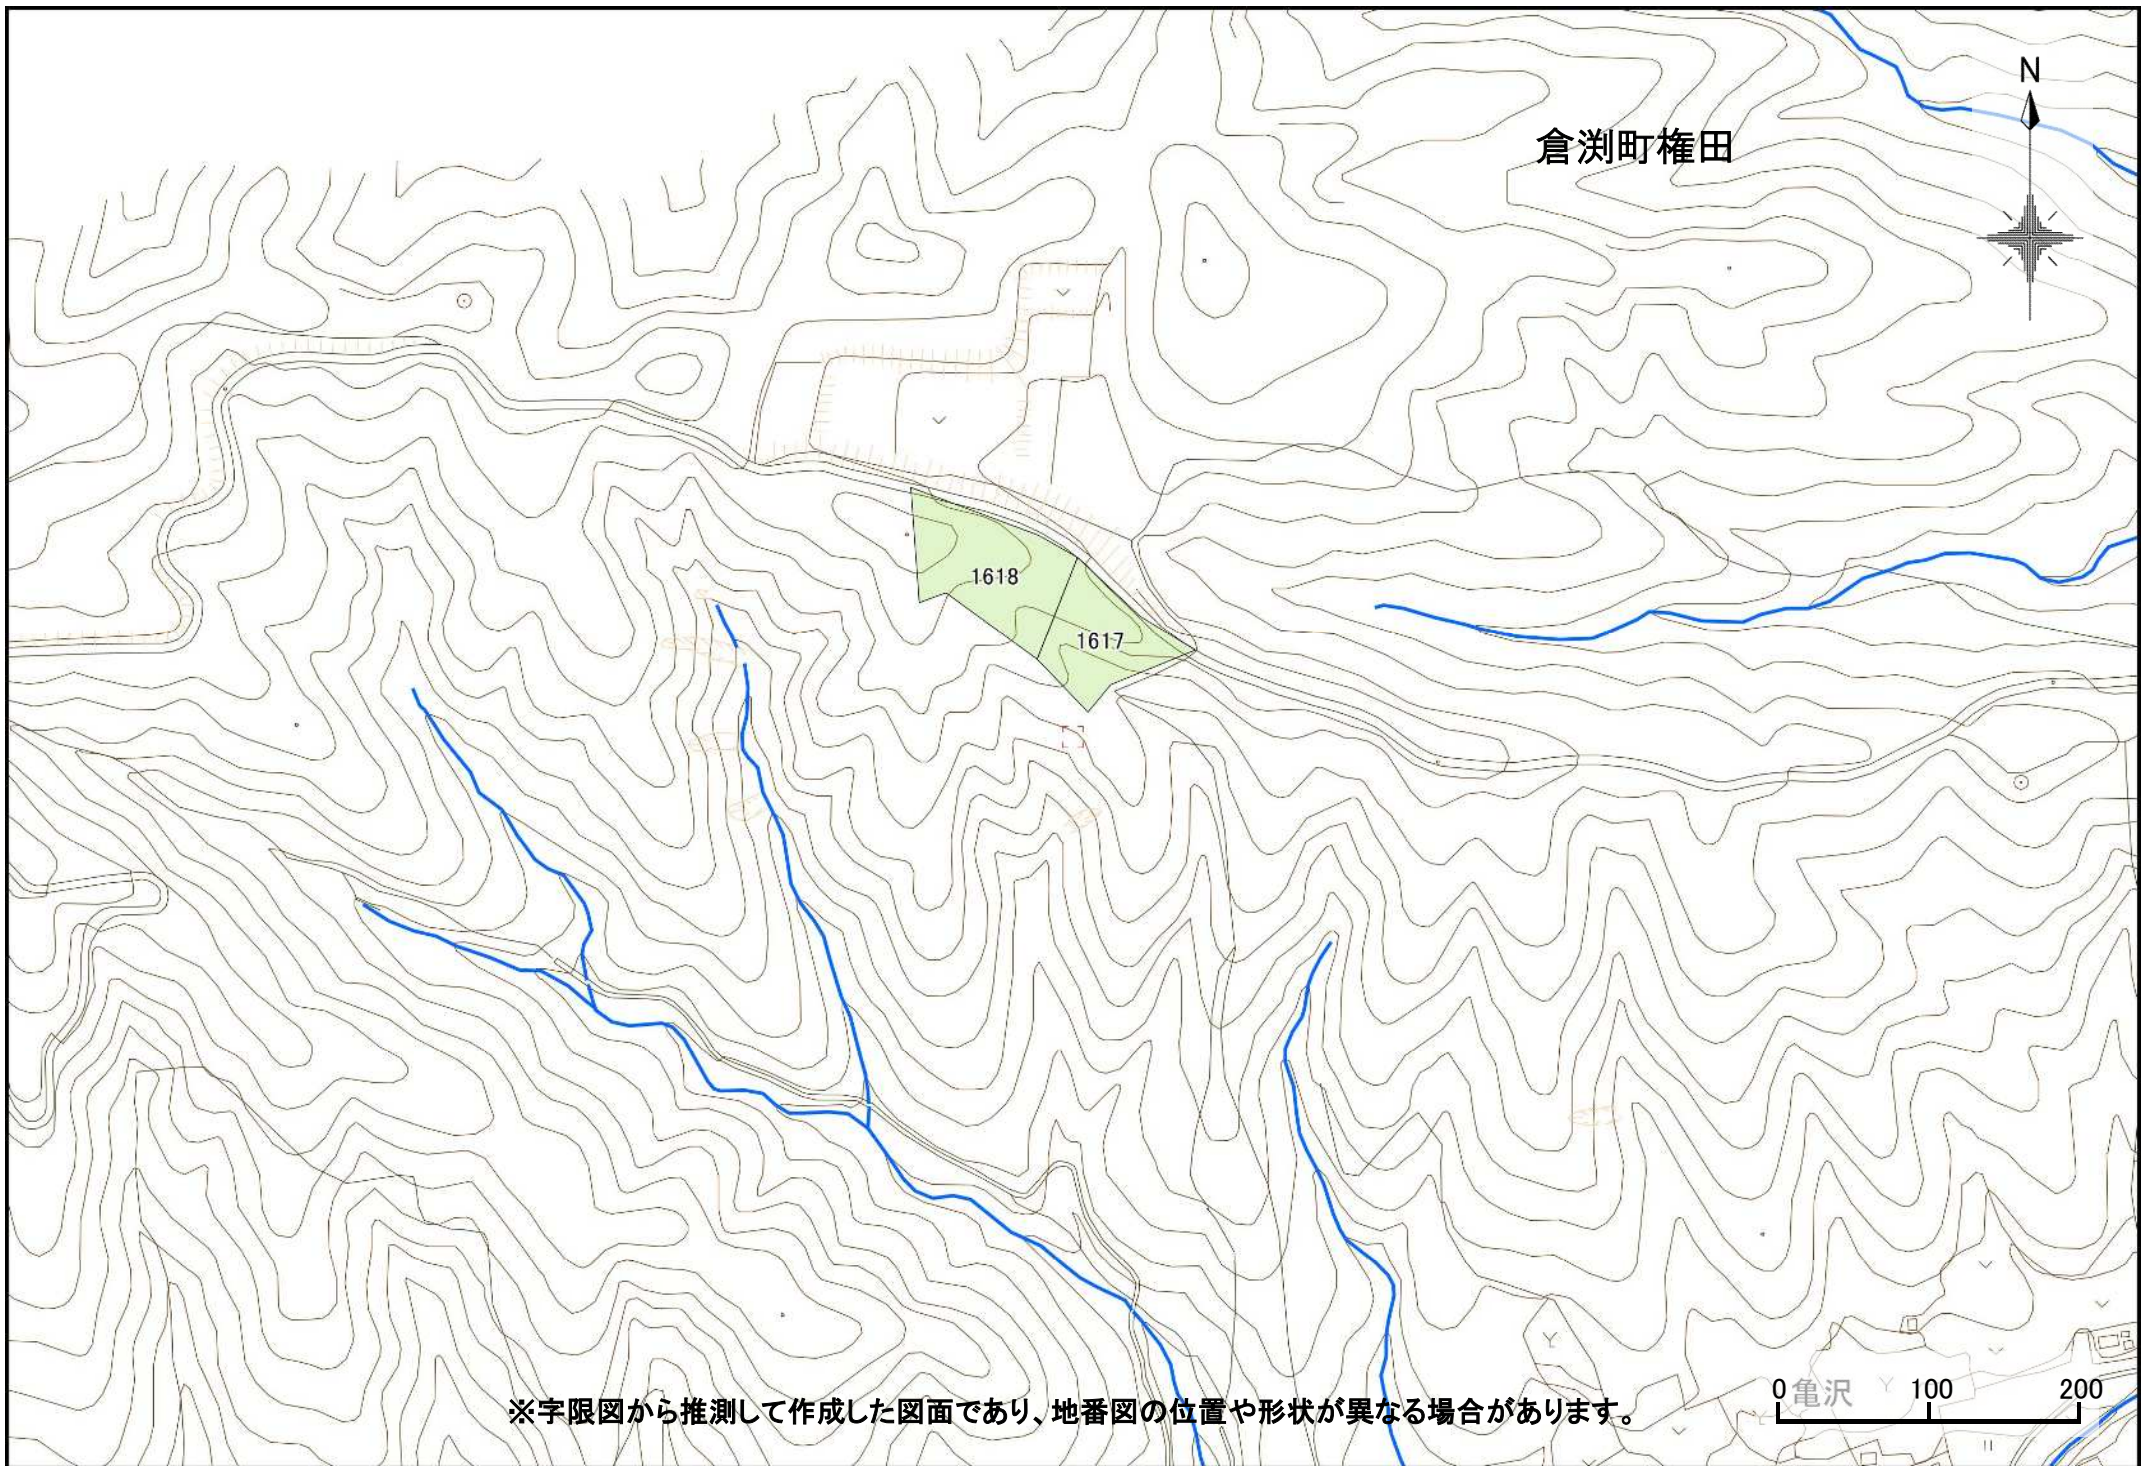 N
倉渕町権田
1618
1617
0 亀沢 100 200
※字限図から推測して作成した図面であり、地番図の位置や形状が異なる場合があります。